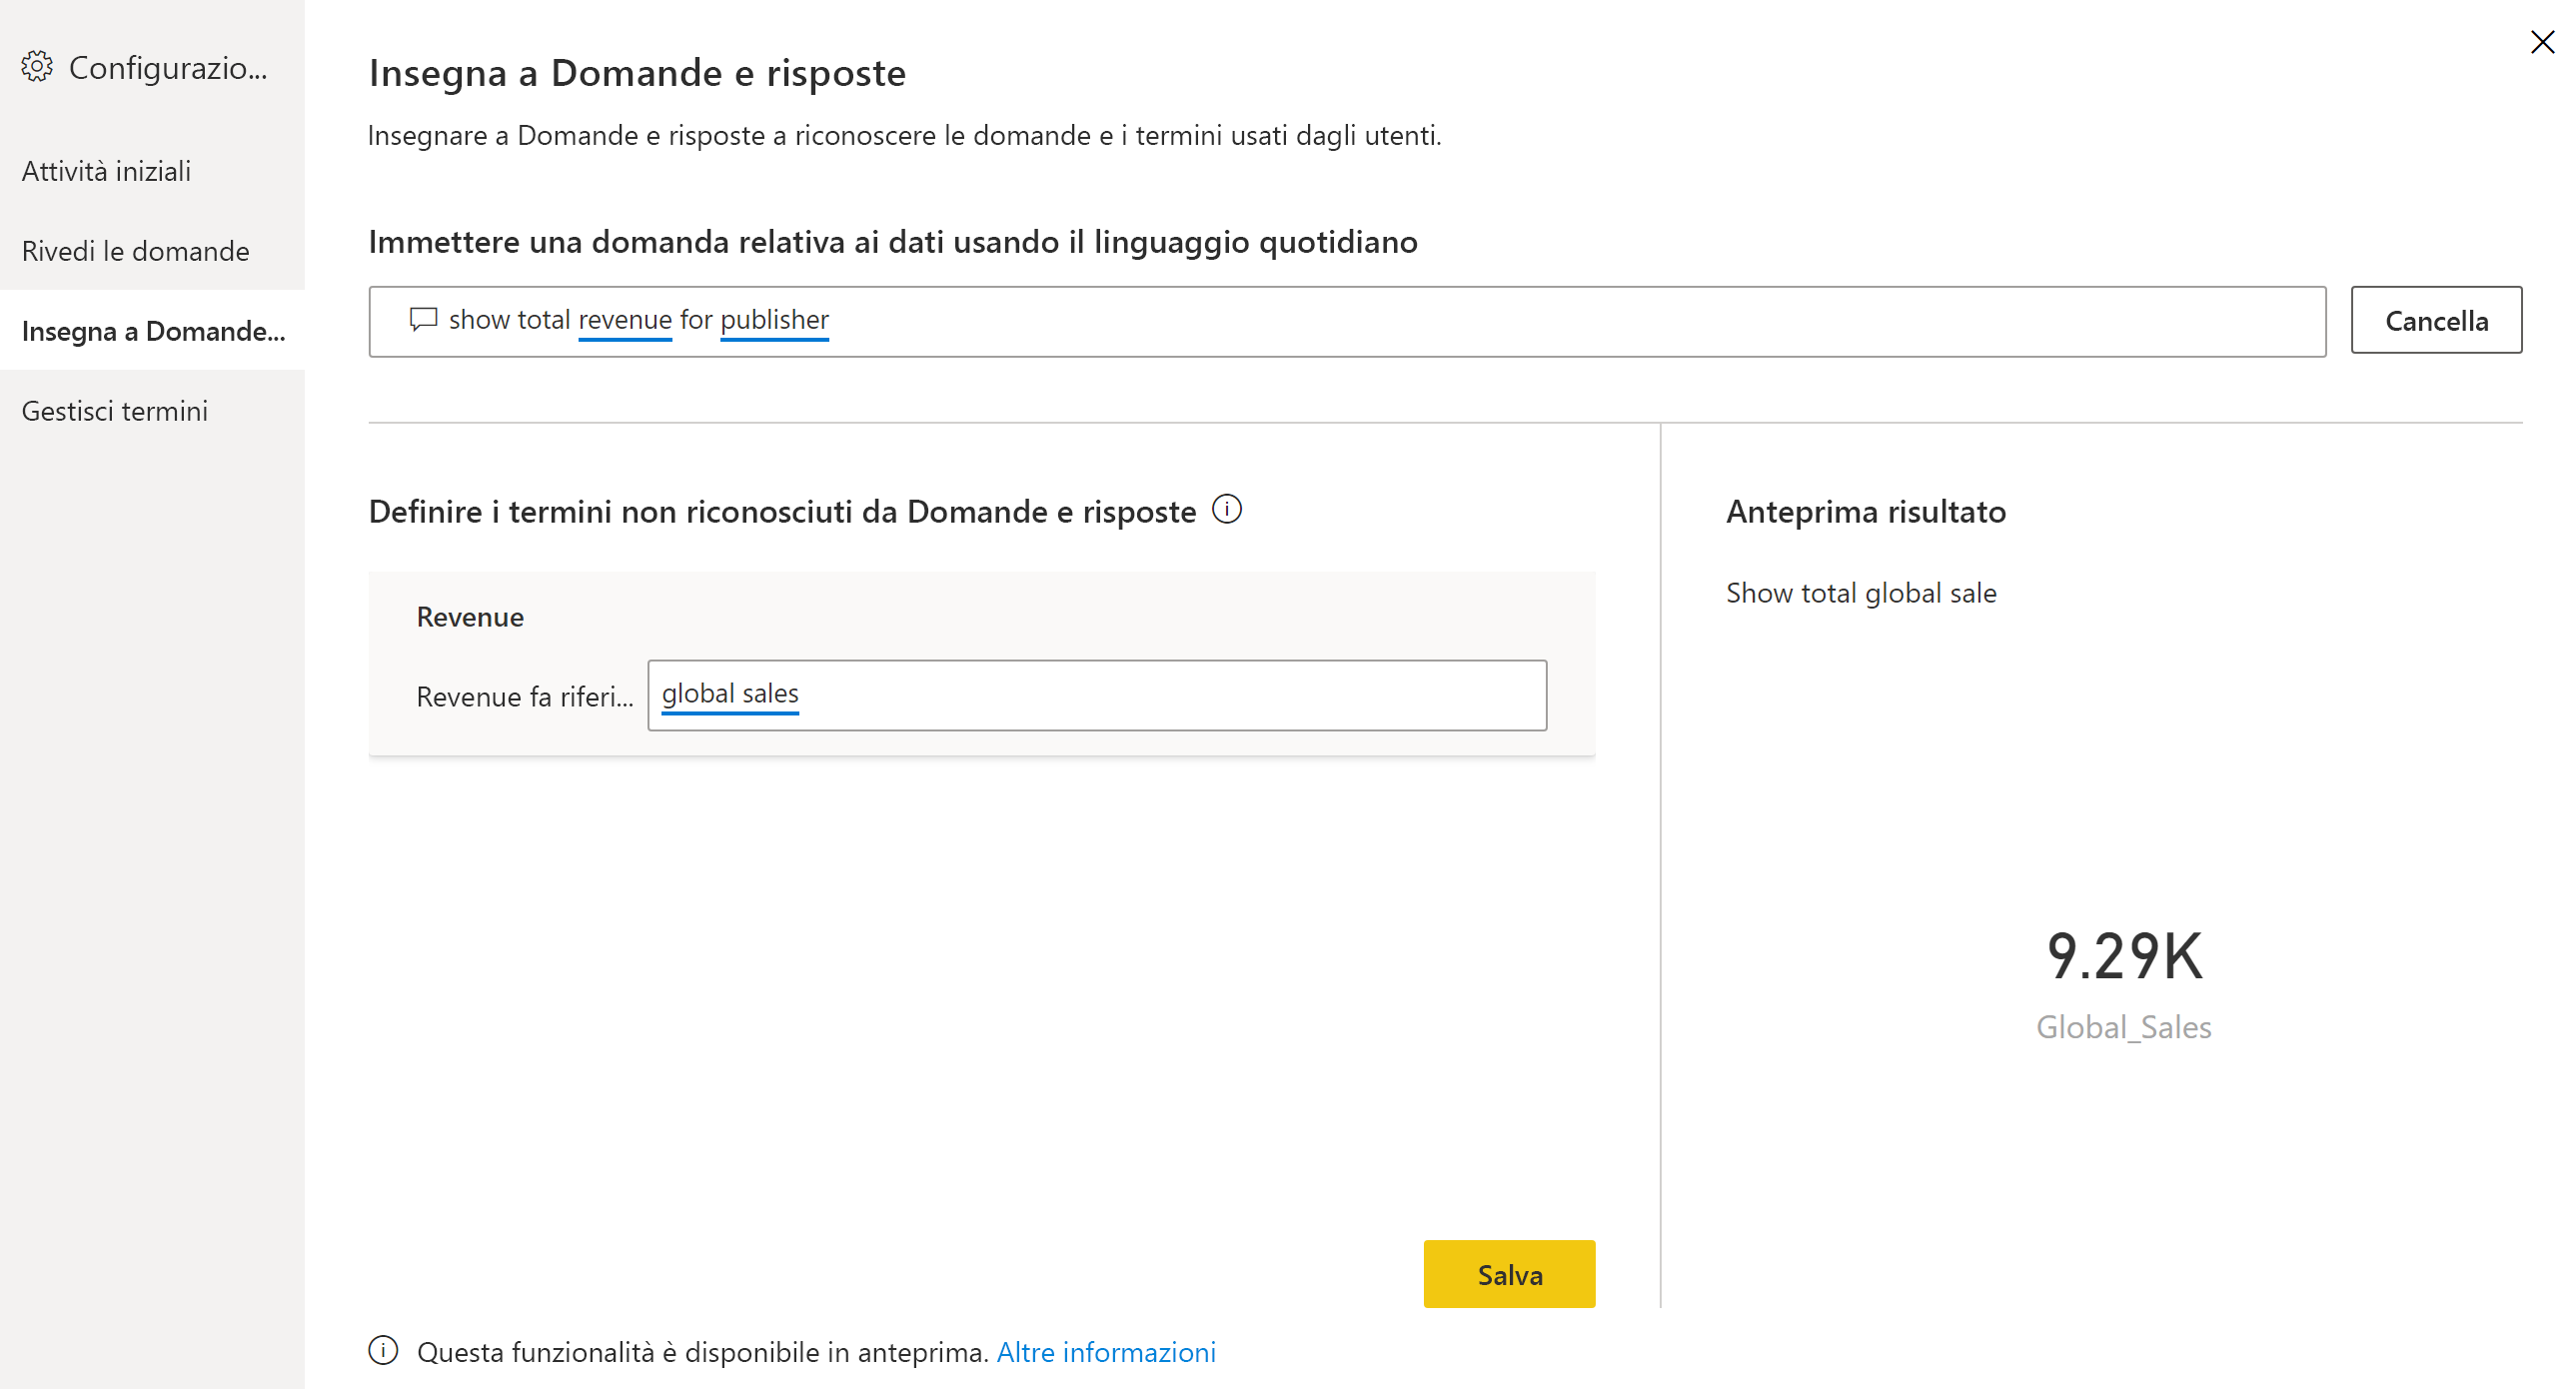 Configurazio...
Attività iniziali
Rivedi le domande
Insegna a Domande...
Gestisci termini
Insegna a Domande e risposte
Insegnare a Domande e risposte a riconoscere le domande e i termini usati dagli utenti.
Immettere una domanda relativa ai dati usando il linguaggio quotidiano
show total revenue for publisher
Cancella
Definire i termini non riconosciuti da Domande e risposte
Revenue
Revenue fa riferi... global sales
Salva
Anteprima risultato
Show total global sale
9.29K
Global_Sales
Questa funzionalità è disponibile in anteprima. Altre informazioni